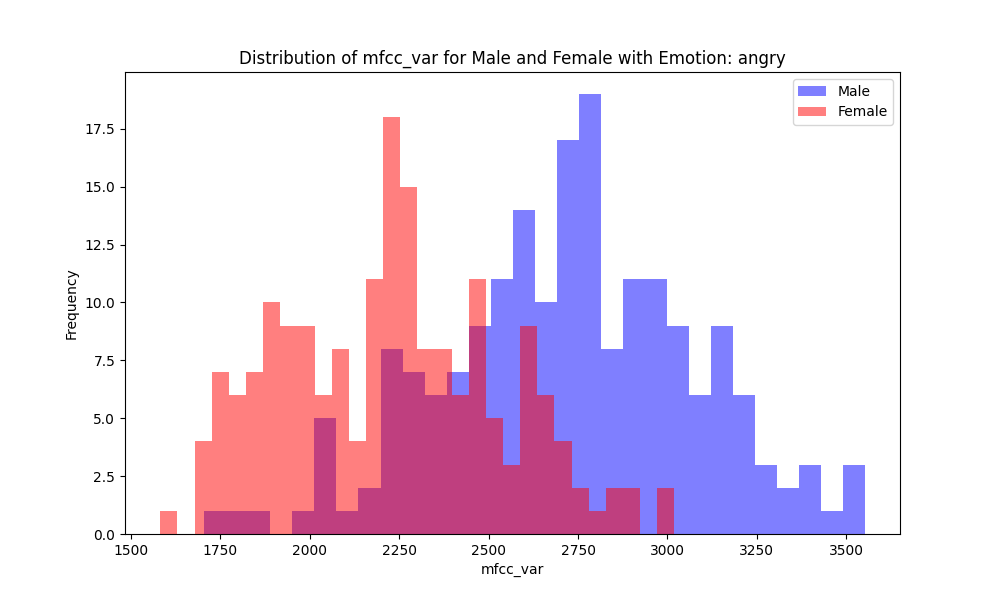 Distribution of mfcc_var for Male and Female with Emotion: angry
Male
Female
17.5
15.0
12.5
10.0
7.5
5.0
2.5
0.0
Frequency
1500 1750 2000 2250 2500 2750 3000 3250 3500
mfcc_var